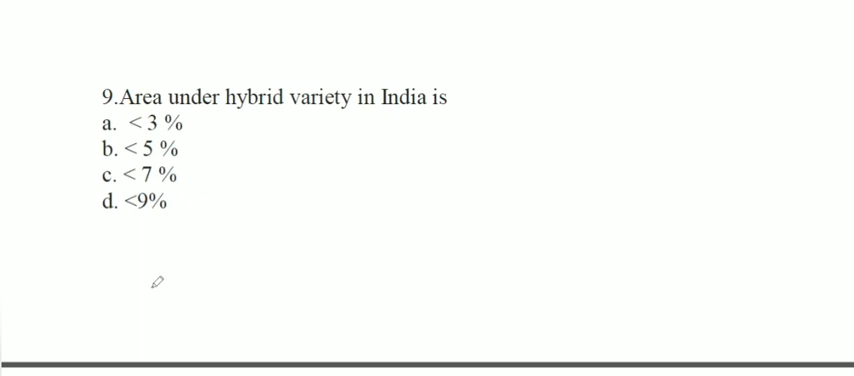 9.Area under hybrid variety in India is
a. < 3 %
b. < 5 %
c. < 7 %
d. <9%